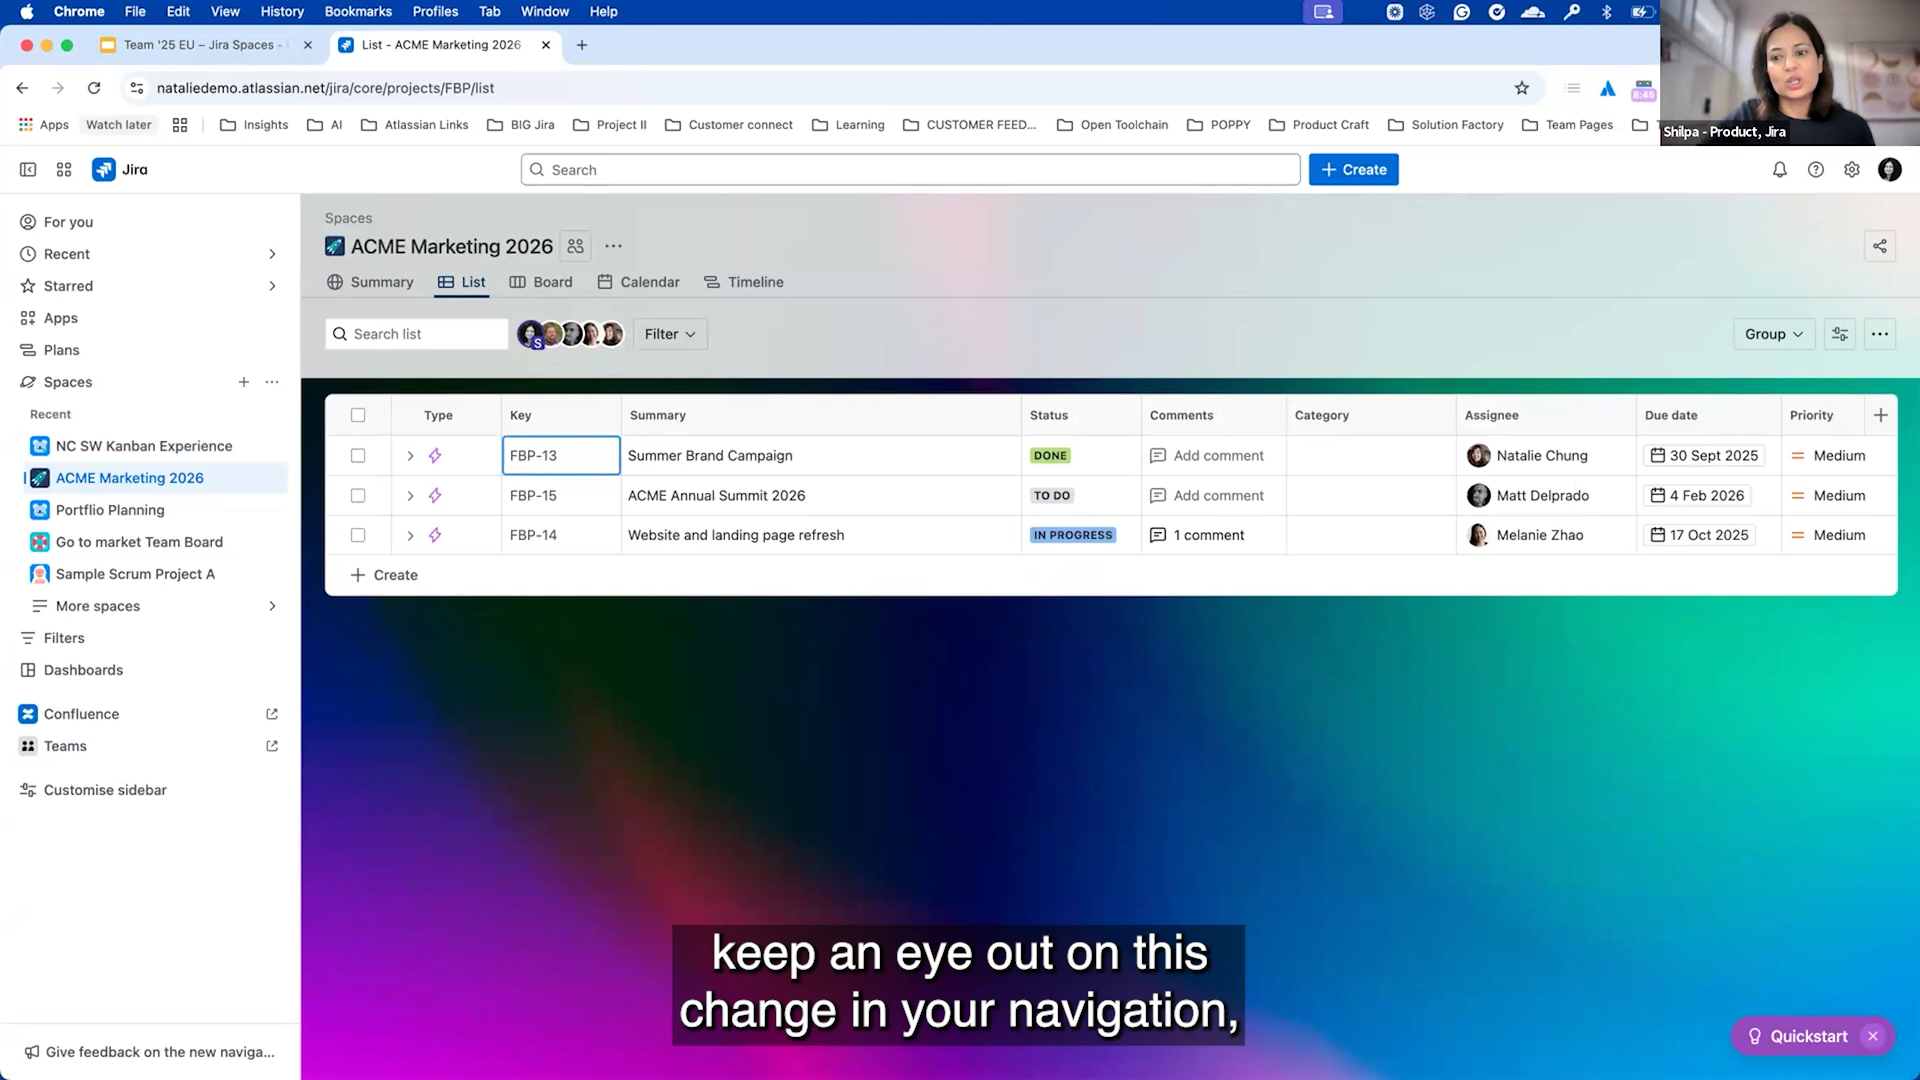 Chrome File Edit View History Bookmarks Profiles Tab Window Help
Team '25 EU – Jira Spaces -
List - ACME Marketing 2026
nataliedemo.atlassian.net/jira/core/projects/FBP/list
8:45
Apps Watch later Insights AI Atlassian Links BIG Jira Project II Customer connect Learning CUSTOMER FEED... Open Toolchain POPPY Product Craft Solution Factory Team Pages
Shilpa - Product, Jira
Jira
Search
Create
For you
Recent
Starred
Apps
Plans
Spaces
Recent
NC SW Kanban Experience
ACME Marketing 2026
Portflio Planning
Go to market Team Board
Sample Scrum Project A
More spaces
Filters
Dashboards
Confluence
Teams
Customise sidebar
Give feedback on the new naviga...
Spaces
ACME Marketing 2026
Summary List Board Calendar Timeline
Search list
S
Filter
Group
Type Key Summary Status Comments Category Assignee Due date Priority
FBP-13 Summer Brand Campaign DONE Add comment Natalie Chung 30 Sept 2025 Medium
FBP-15 ACME Annual Summit 2026 TO DO Add comment Matt Delprado 4 Feb 2026 Medium
FBP-14 Website and landing page refresh IN PROGRESS 1 comment Melanie Zhao 17 Oct 2025 Medium
Create
keep an eye out on this
change in your navigation,
Quickstart